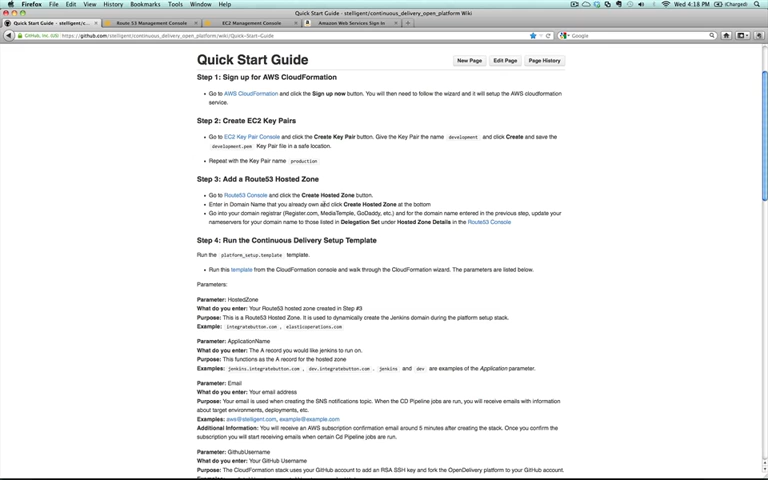 Firefox File Edit View History Bookmarks Tools Window Help
Wed 4:18 PM (Charged)
Quick Start Guide - stelligent/continuous_delivery_open_platform Wiki
Quick Start Guide - stelligent/c... Route 53 Management Console EC2 Management Console Amazon Web Services Sign In
GitHub, Inc. (US) https://github.com/stelligent/continuous_delivery_open_platform/wiki/Quick-Start-Guide
Google
Quick Start Guide
New Page Edit Page Page History
Step 1: Sign up for AWS CloudFormation
Go to AWS CloudFormation and click the Sign up now button. You will then need to follow the wizard and it will setup the AWS cloudformation
service.
Step 2: Create EC2 Key Pairs
Go to EC2 Key Pair Console and click the Create Key Pair button. Give the Key Pair the name development and click Create and save the
development.pem Key Pair file in a safe location.
Repeat with the Key Pair name production
Step 3: Add a Route53 Hosted Zone
Go to Route53 Console and click the Create Hosted Zone button.
Enter in Domain Name that you already own and click Create Hosted Zone at the bottom
Go into your domain registrar (Register.com, MediaTemple, GoDaddy, etc.) and for the domain name entered in the previous step, update your
nameservers for your domain name to those listed in Delegation Set under Hosted Zone Details in the Route53 Console
Step 4: Run the Continuous Delivery Setup Template
Run the platform_setup.template template.
Run this template from the CloudFormation console and walk through the CloudFormation wizard. The parameters are listed below.
Parameters:
Parameter: HostedZone
What do you enter: Your Route53 hosted zone created in Step #3
Purpose: This is a Route53 Hosted Zone. It is used to dynamically create the Jenkins domain during the platform setup stack.
Example: integratebutton.com , elasticoperations.com
Parameter: ApplicationName
What do you enter: The A record you would like jenkins to run on.
Purpose: This functions as the A record for the hosted zone
Examples: jenkins.integratebutton.com , dev.integratebutton.com . jenkins and dev are examples of the Application parameter.
Parameter: Email
What do you enter: Your email address
Purpose: Your email is used when creating the SNS notifications topic. When the CD Pipeline jobs are run, you will receive emails with information
about target environments, deployments, etc.
Examples: aws@stelligent.com, example@example.com
Additional Information: You will receive an AWS subscription confirmation email around 5 minutes after creating the stack. Once you confirm the
subscription you will start receiving emails when certain Cd Pipeline jobs are run.
Parameter: GithubUsername
What do you enter: Your GitHub Username
Purpose: The CloudFormation stack uses your GitHub account to add an RSA SSH key and fork the OpenDelivery platform to your GitHub account.